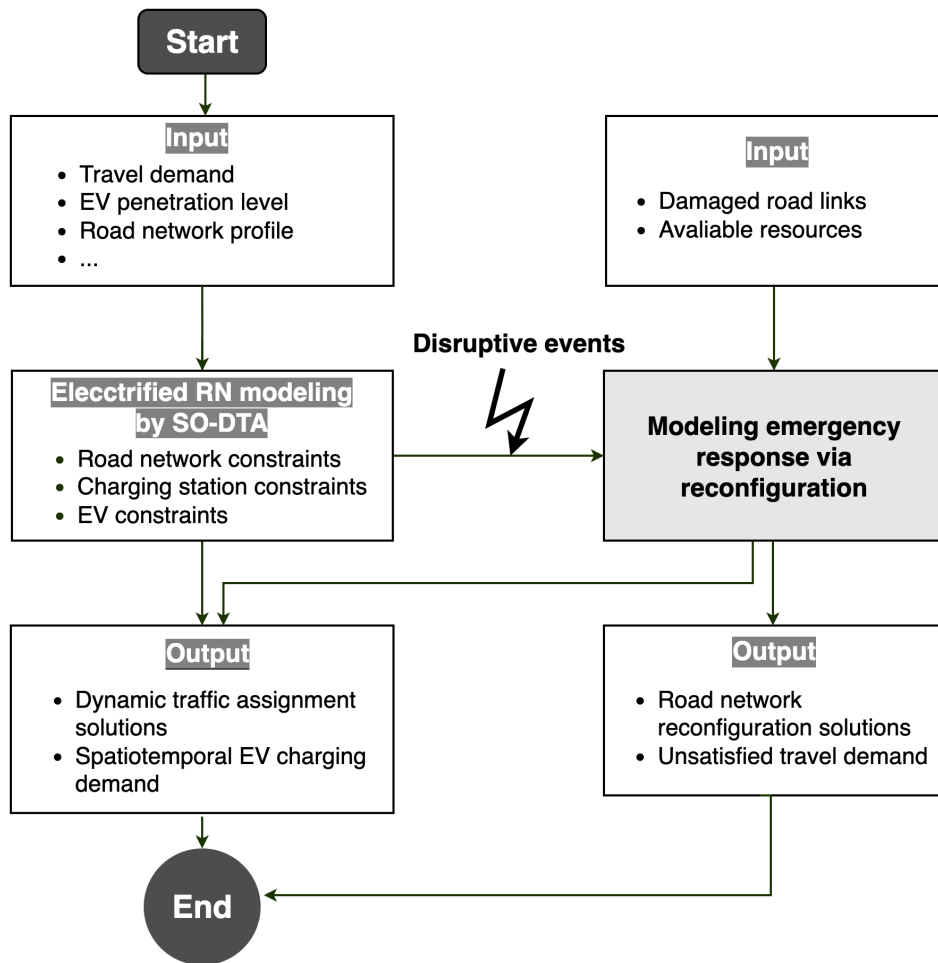 Start
Input
• Travel demand
• EV penetration level
• Road network profile
• ...
Input
• Damaged road links
• Avaliable resources
Disruptive events
Elecctrified RN modeling
by SO-DTA
• Road network constraints
• Charging station constraints
• EV constraints
Modeling emergency
response via
reconfiguration
Output
• Dynamic traffic assignment
solutions
• Spatiotemporal EV charging
demand
Output
• Road network
reconfiguration solutions
• Unsatisfied travel demand
End